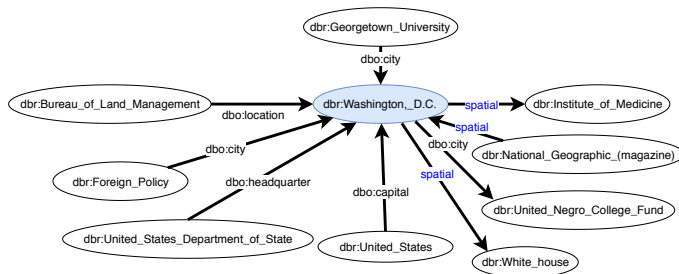 dbr:Georgetown_University
dbo:city
dbr:Bureau_of_Land_Management
dbr:Washington,_D.C.
spatial
dbr:Institute_of_Medicine
dbo:location
spatial
dbo:city
dbo:city
dbr:National_Geographic_(magazine)
dbr:Foreign_Policy
dbo:headquarter
spatial
dbo:capital
dbr:United_Negro_College_Fund
dbr:United_States_Department_of_State
dbr:United_States
dbr:White_house